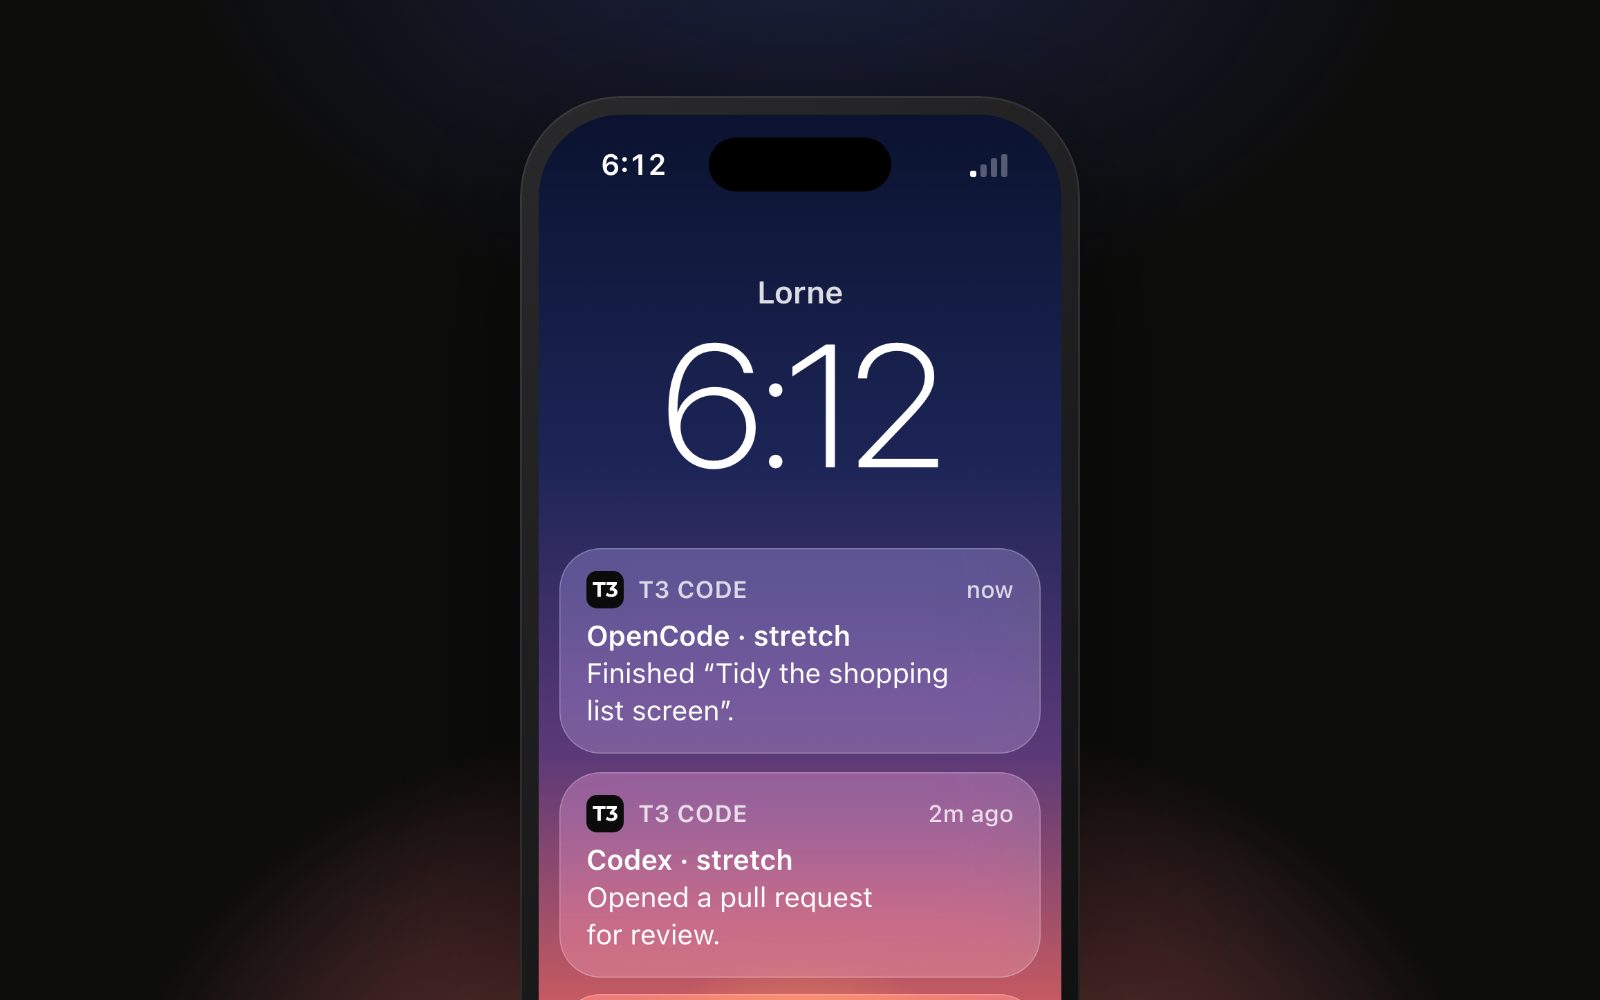 6:12
Lorne
6:12
T3 T3 CODE now
OpenCode · stretch
Finished “Tidy the shopping
list screen”.
T3 T3 CODE 2m ago
Codex · stretch
Opened a pull request
for review.